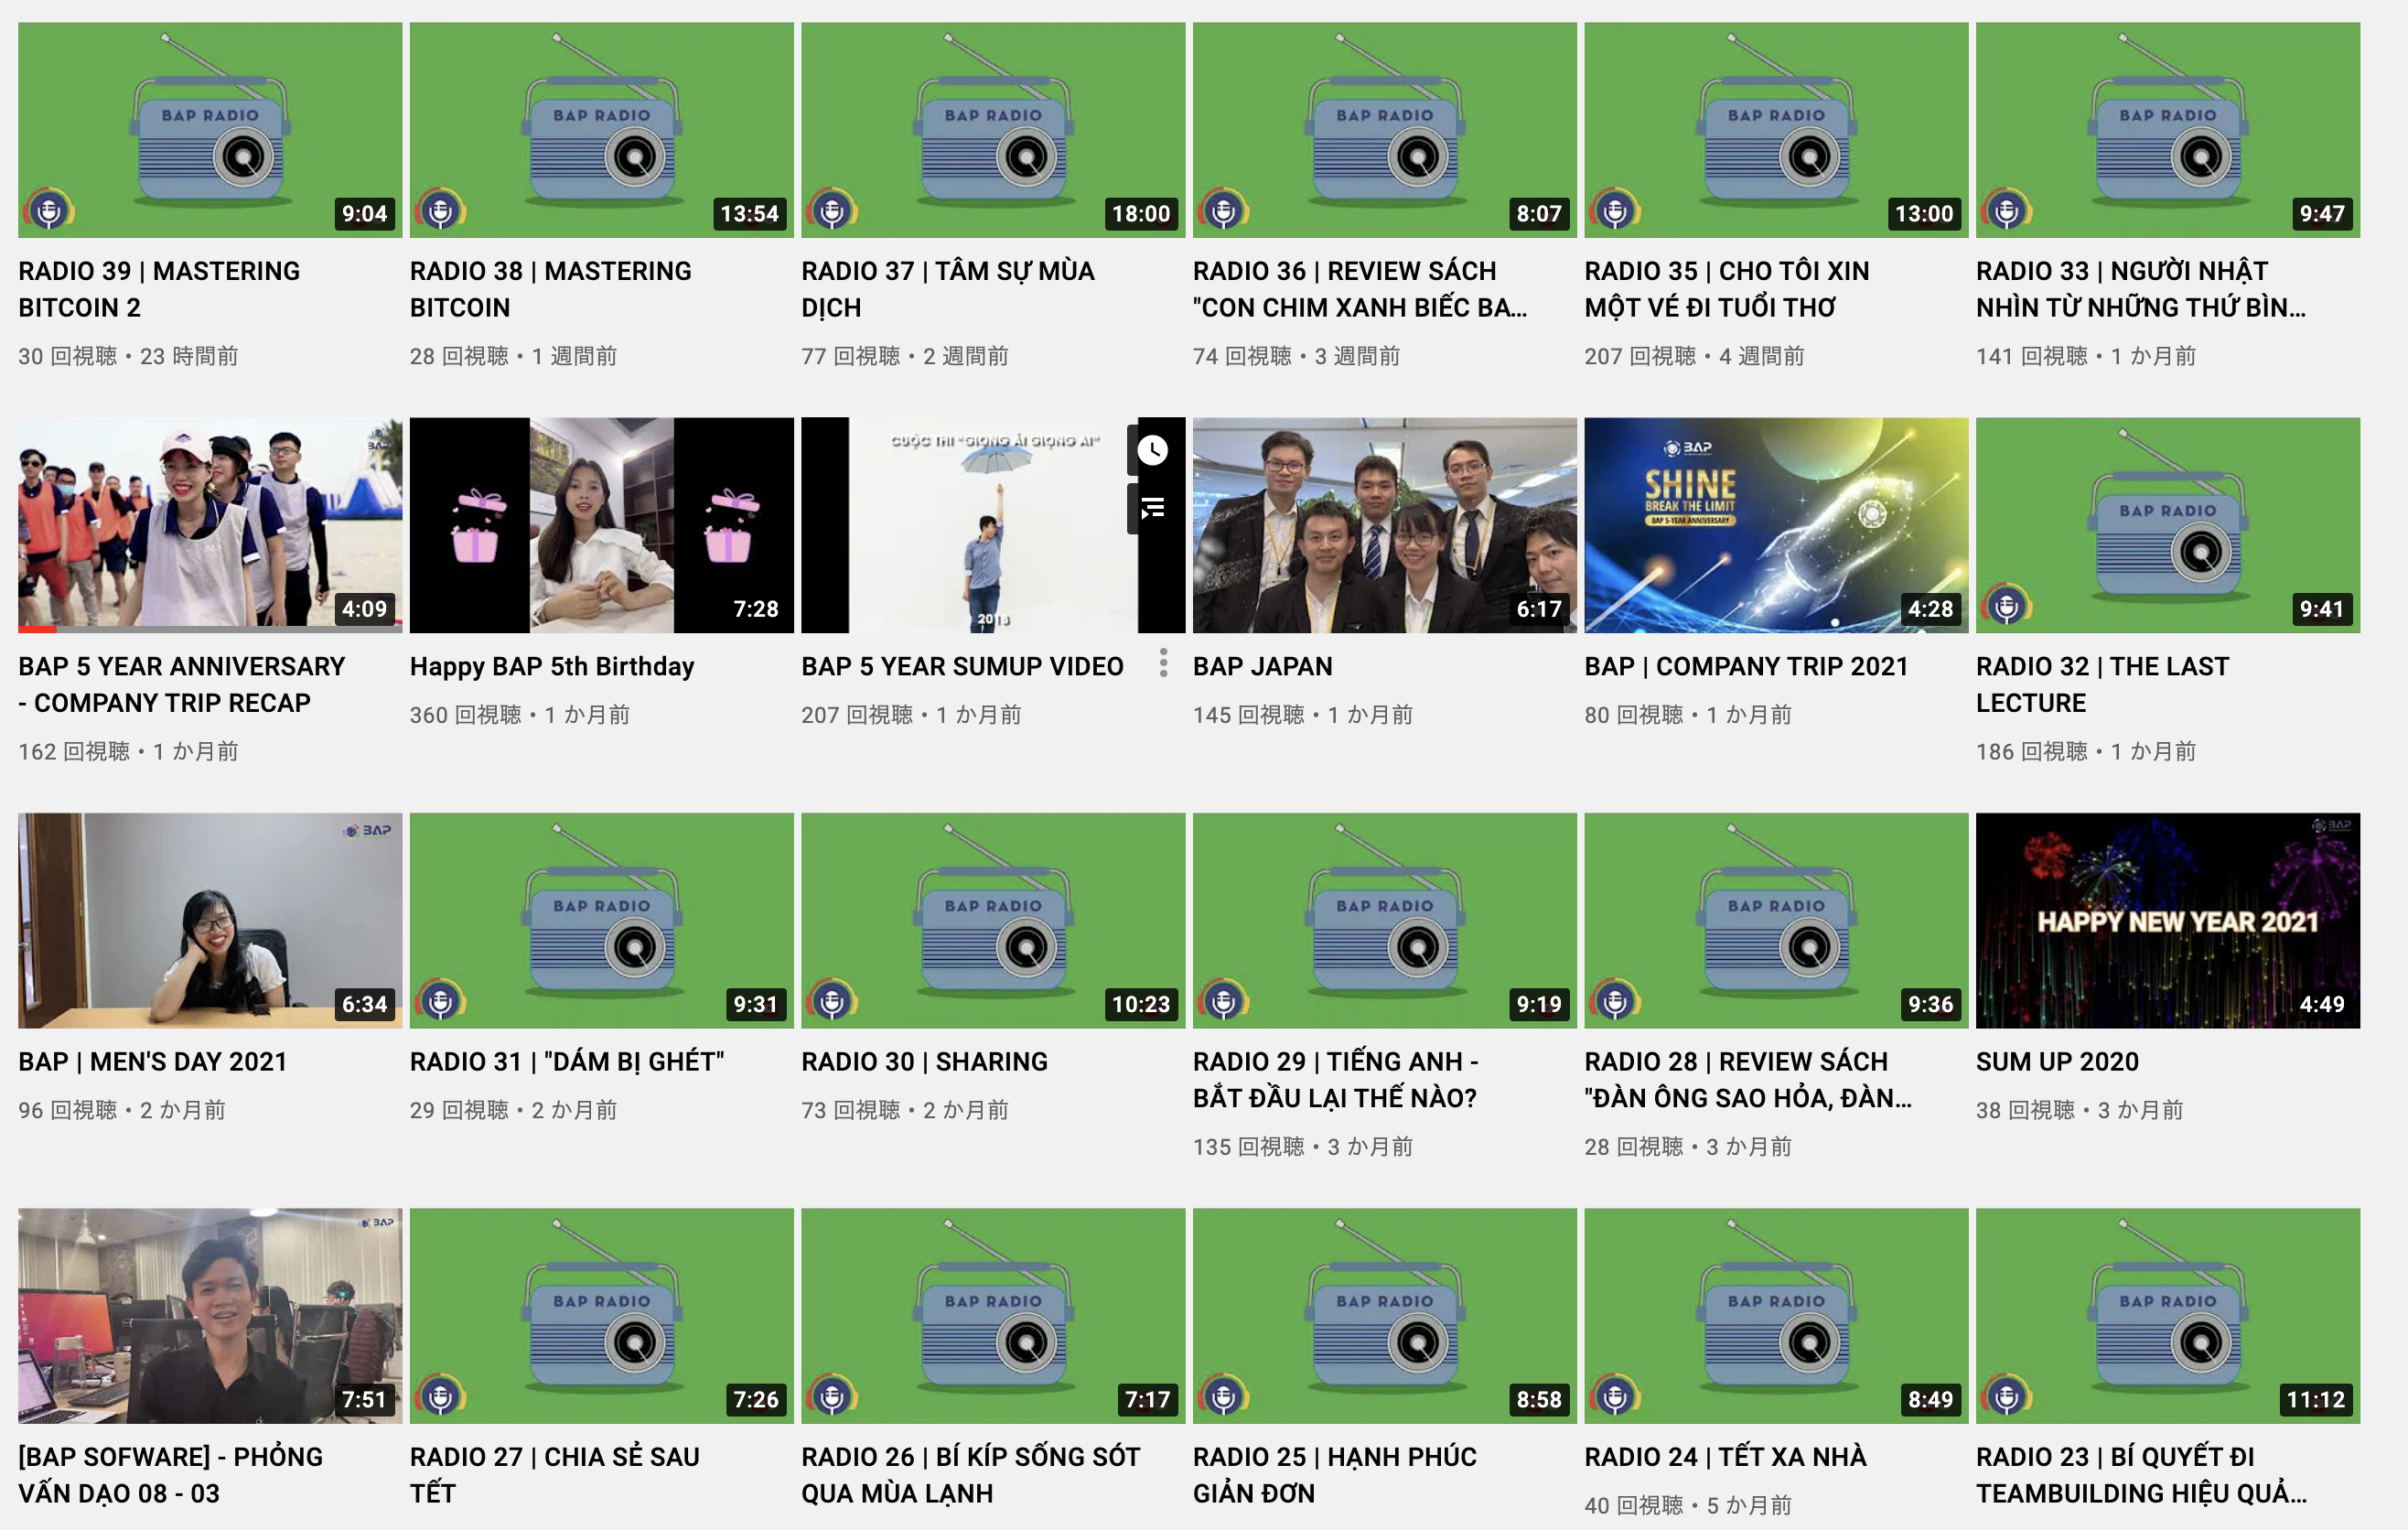 BAP RADIO
9:04
BAP RADIO
13:54
BAP RADIO
18:00
BAP RADIO
8:07
BAP RADIO
13:00
BAP RADIO
9:47
RADIO 39 | MASTERING
BITCOIN 2
30 回視聴・23 時間前
RADIO 38 | MASTERING
BITCOIN
28 回視聴・1 週間前
RADIO 37 | TÂM SỰ MÙA
DỊCH
77 回視聴・2 週間前
RADIO 36 | REVIEW SÁCH
"CON CHIM XANH BIẾC BA...
74 回視聴・3 週間前
RADIO 35 | CHO TÔI XIN
MỘT VÉ ĐI TUỔI THƠ
207 回視聴・4 週間前
RADIO 33 | NGƯỜI NHẬT
NHÌN TỪ NHỮNG THỨ BÌN...
141 回視聴・1 か月前
BAP
4:09
7:28
CUỘC THI "GIỌNG ẢI GIỌNG AI"
2018
6:17
BAP
SHINE
BREAK THE LIMIT
BAP 5-YEAR ANNIVERSARY
4:28
BAP RADIO
9:41
BAP 5 YEAR ANNIVERSARY
- COMPANY TRIP RECAP
162 回視聴・1 か月前
Happy BAP 5th Birthday
360 回視聴・1 か月前
BAP 5 YEAR SUMUP VIDEO
207 回視聴・1 か月前
BAP JAPAN
145 回視聴・1 か月前
BAP | COMPANY TRIP 2021
80 回視聴・1 か月前
RADIO 32 | THE LAST
LECTURE
186 回視聴・1 か月前
BAP
6:34
BAP RADIO
9:31
BAP RADIO
10:23
BAP RADIO
9:19
BAP RADIO
9:36
BAP
HAPPY NEW YEAR 2021
4:49
BAP | MEN'S DAY 2021
96 回視聴・2 か月前
RADIO 31 | "DÁM BỊ GHÉT"
29 回視聴・2 か月前
RADIO 30 | SHARING
73 回視聴・2 か月前
RADIO 29 | TIẾNG ANH -
BẮT ĐẦU LẠI THẾ NÀO?
135 回視聴・3 か月前
RADIO 28 | REVIEW SÁCH
"ĐÀN ÔNG SAO HỎA, ĐÀN...
28 回視聴・3 か月前
SUM UP 2020
38 回視聴・3 か月前
BAP
7:51
BAP RADIO
7:26
BAP RADIO
7:17
BAP RADIO
8:58
BAP RADIO
8:49
BAP RADIO
11:12
[BAP SOFWARE] - PHỎNG
VẤN DẠO 08 - 03
RADIO 27 | CHIA SẺ SAU
TẾT
RADIO 26 | BÍ KÍP SỐNG SÓT
QUA MÙA LẠNH
RADIO 25 | HẠNH PHÚC
GIẢN ĐƠN
RADIO 24 | TẾT XA NHÀ
40 回視聴・5 か月前
RADIO 23 | BÍ QUYẾT ĐI
TEAMBUILDING HIỆU QUẢ...